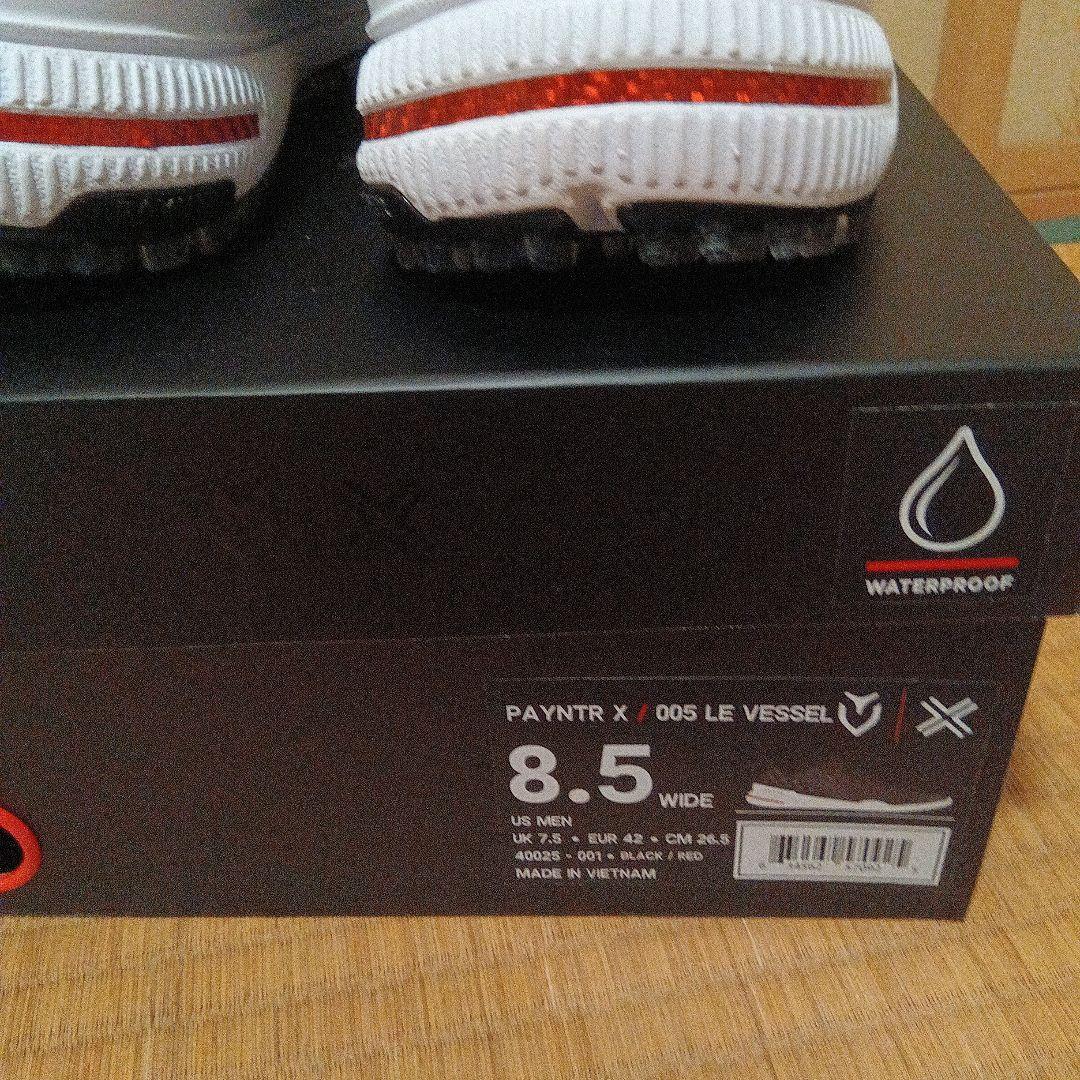 WATERPROOF
PAYNTR X / 005 LE VESSEL
8.5 WIDE
US MEN
UK 7.5 • EUR 42 • CM 26.5
40025 - 001 • BLACK / RED
MADE IN VIETNAM